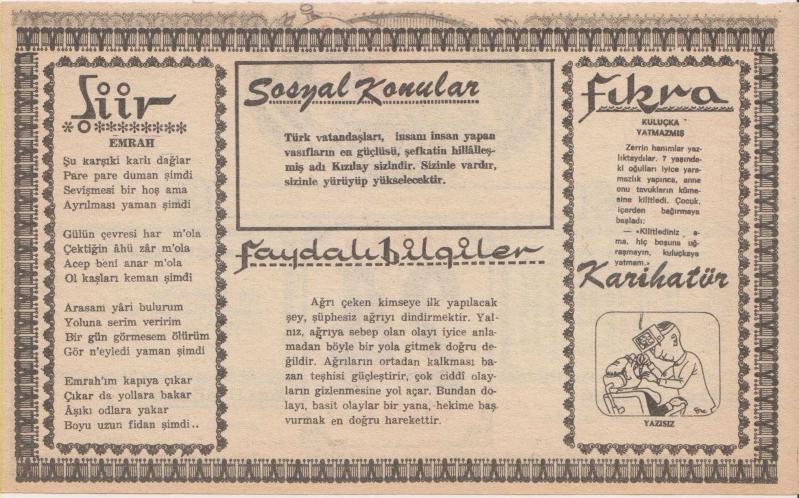 Şiir
EMRAH
Şu karşıki karlı dağlar
Pare pare duman şimdi
Sevişmesi bir hoş ama
Ayrılması yaman şimdi
Gülün çevresi har m'ola
Çektiğin âhü zâr m'ola
Acep beni anar m'ola
Ol kaşları keman şimdi
Arasam yâri bulurum
Yoluna serim veririm
Bir gün görmesem ölürüm
Gör n'eyledi yaman şimdi
Emrah'ım kapıya çıkar
Çıkar da yollara bakar
Âşıkı odlara yakar
Boyu uzun fidan şimdi..
Sosyal Konular
Türk vatandaşları, insanı insan yapan
vasıfların en güçlüsü, şefkatin hilâlleş-
miş adı Kızılay sizindir. Sizinle vardır,
sizinle yürüyüp yükselecektir.
Faydalı Bilgiler
Ağrı çeken kimseye ilk yapılacak
şey, şüphesiz ağrıyı dindirmektir. Yal-
nız, ağrıya sebep olan olayı iyice anla-
madan böyle bir yola gitmek doğru de-
ğildir. Ağrıların ortadan kalkması ba-
zan teşhisi güçleştirir, çok ciddî olay-
ların gizlenmesine yol açar. Bundan do-
layı, basit olaylar bir yana, hekime baş
vurmak en doğru harekettir.
Fıkra
KULUÇKA
YATMAZMIŞ
Zerrin hanımlar yaz-
lıktaydılar. 7 yaşında-
ki oğulları iyice yara-
mazlık yapınca, anne
onu tavukların küme-
sine kilitledi. Çocuk,
içerden bağırmaya
başladı:
— «Kilitlediniz a-
ma, hiç boşuna uğ-
raşmayın, kuluçkaya
yatmam.»
Karikatür
YAZISIZ